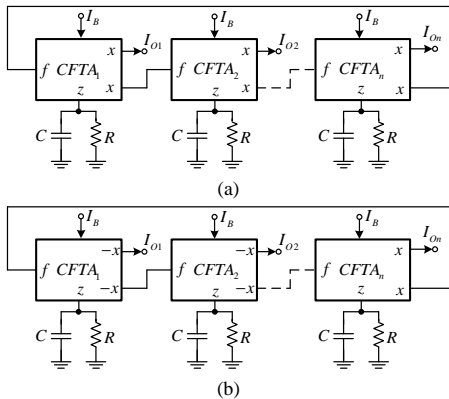 I_B I_B I_B
x I_O1 x I_O2 x I_On
f CFTA_1 x f CFTA_2 x f CFTA_n x
z z z
C R C R C R
(a)
I_B I_B I_B
−x I_O1 −x I_O2 x I_On
f CFTA_1 −x f CFTA_2 −x f CFTA_n x
z z z
C R C R C R
(b)